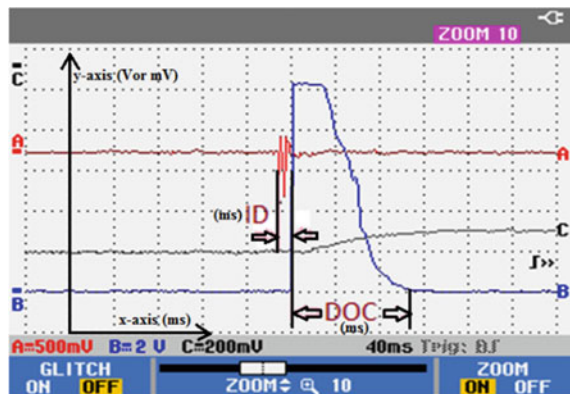 ZOOM 10
C
y-axis (Vor mV)
A A
(ms) ID
C
B B
DOC
(ms)
x-axis (ms)
A=500mV B=2 V C=200mV 40ms Trig: B
GLITCH ZOOM
ON OFF ZOOM 10 ON OFF